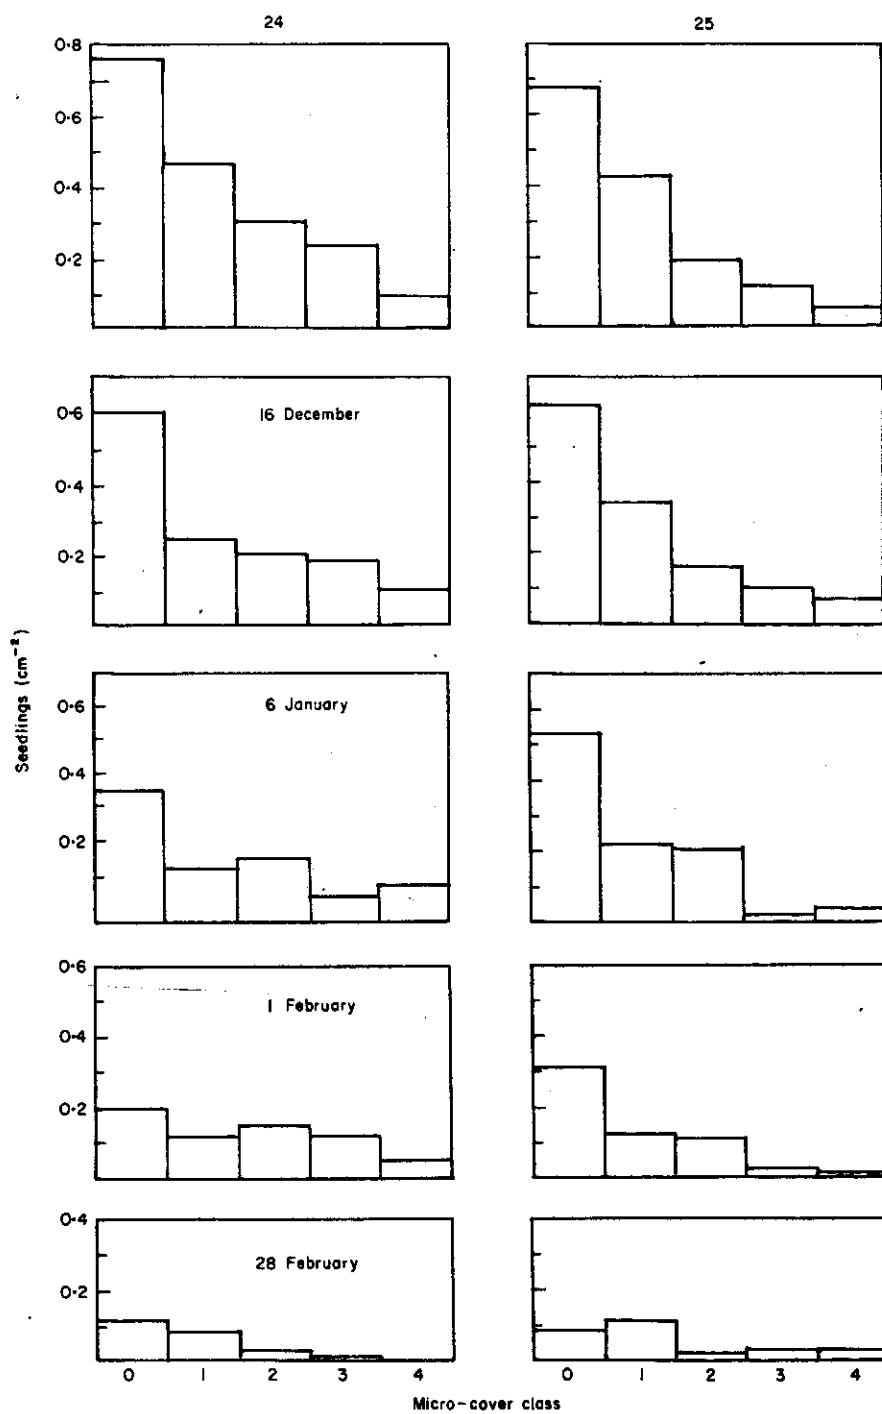 24 25
0·8
0·6
0·4
0·2
16 December
0·6
0·4
0·2
6 January
0·6
0·4
0·2
Seedlings (cm⁻²)
1 February
0·6
0·4
0·2
28 February
0·4
0·2
0 1 2 3 4 0 1 2 3 4
Micro-cover class